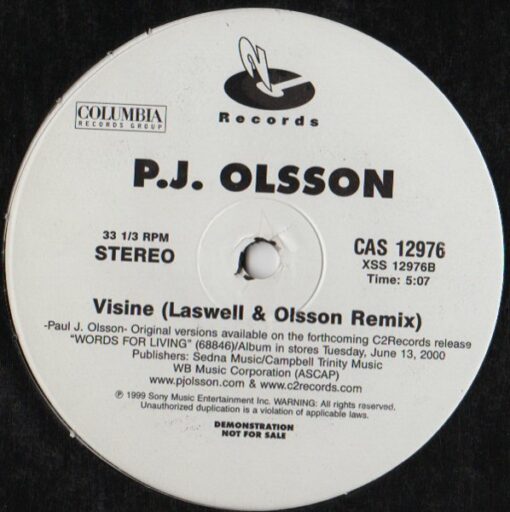 C2
Records
COLUMBIA
RECORDS GROUP
P.J. OLSSON
33 1/3 RPM
STEREO
CAS 12976
XSS 12976B
Time: 5:07
Visine (Laswell & Olsson Remix)
-Paul J. Olsson- Original versions available on the forthcoming C2Records release
"WORDS FOR LIVING" (68846)/Album in stores Tuesday, June 13, 2000
Publishers: Sedna Music/Campbell Trinity Music
WB Music Corporation (ASCAP)
www.pjolsson.com & www.c2records.com
℗ 1999 Sony Music Entertainment Inc. WARNING: All rights reserved.
Unauthorized duplication is a violation of applicable laws.
DEMONSTRATION
NOT FOR SALE